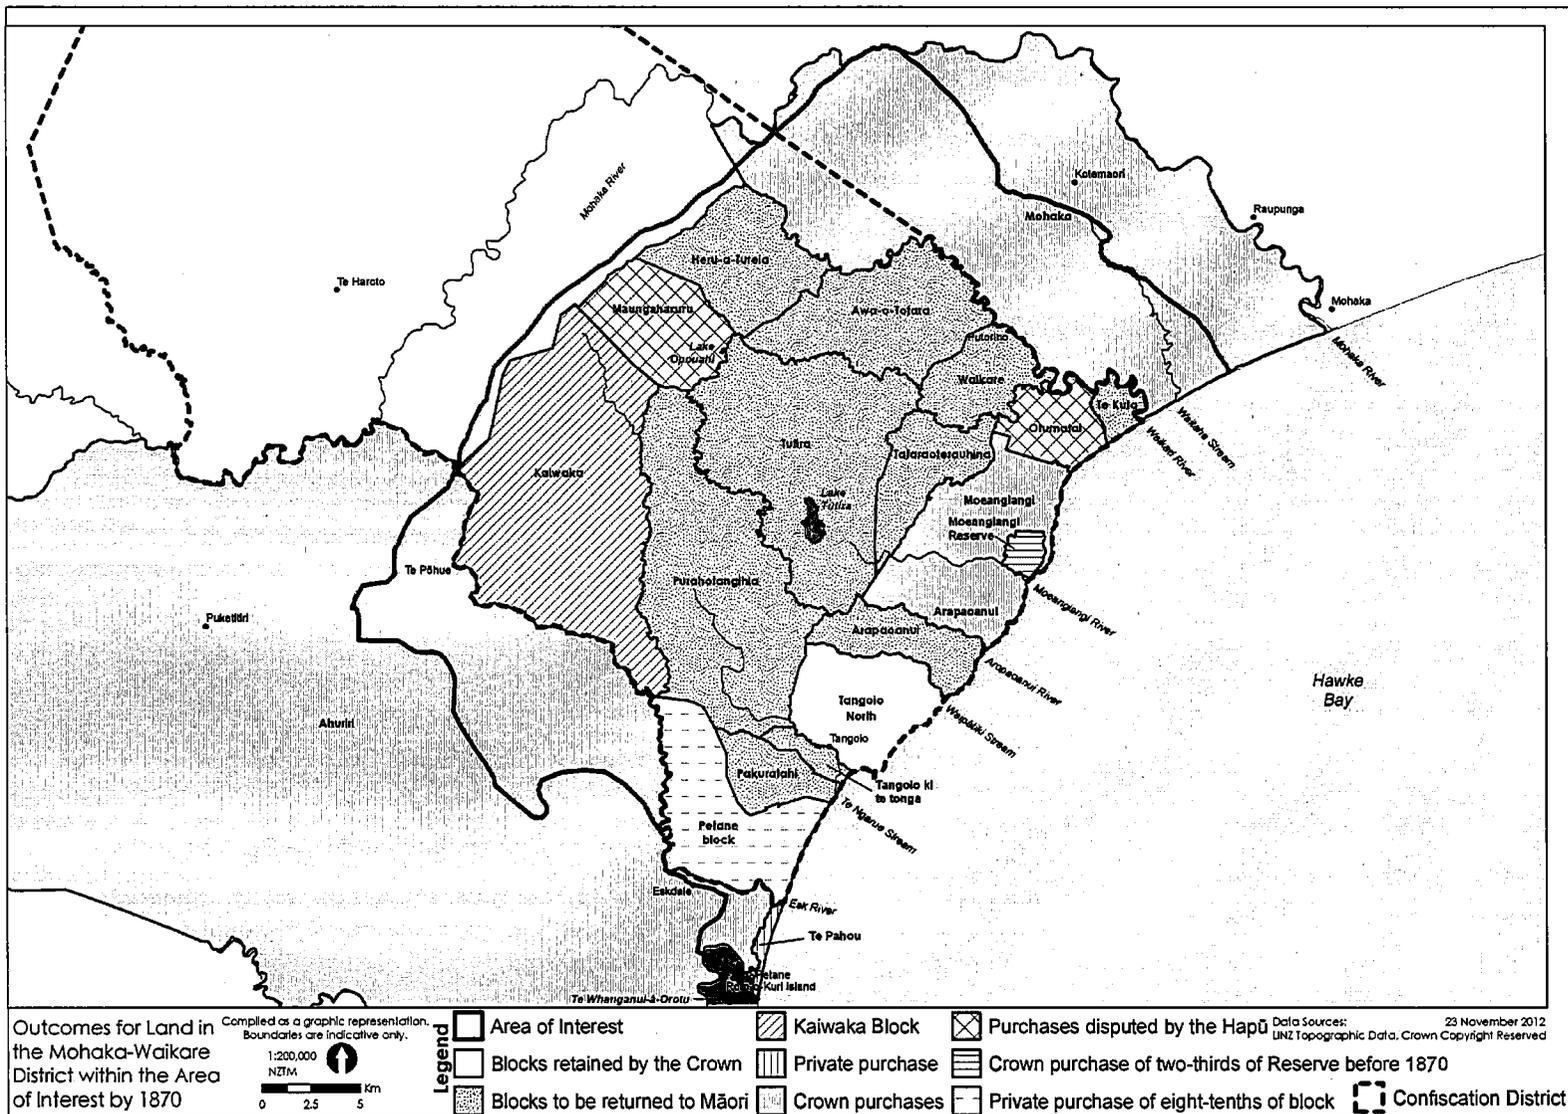 Kotemaori
Mohaka River
Raupunga
Mohaka
Heru-a-Tureia
Te Haroto
Mohaka
Maungaharuru
Awa-o-Totara
Lake
Opouahi
Putorino
Mohaka River
Waikare
Te Kuta
Waikare Stream
Waikari River
Ohumatai
Tutira
Tataraoterauhina
Kaiwaka
Lake
Tūtira
Moeangiangi
Moeangiangi
Reserve
Te Pōhue
Purahotangihia
Moeangiangi River
Arapaoanui
Puketitiri
Arapaoanui
Arapaoanui River
Hawke
Bay
Tangoio
North
Waipātiki Stream
Ahuriri
Tangoio
Pakuratahi
Tangoio ki
te tonga
Te Ngarue Stream
Petane
block
Eskdale
Esk River
Te Pahou
Petane
-Kuri Island
Te Whanganui-ā-Orotu
Outcomes for Land in
the Mohaka-Waikare
District within the Area
of Interest by 1870
Compiled as a graphic representation.
Boundaries are indicative only.
1:200,000
NZTM
Km
0 2.5 5
Legend
Area of Interest
Blocks retained by the Crown
Blocks to be returned to Māori
Kaiwaka Block
Private purchase
Crown purchases
Purchases disputed by the Hapū
Crown purchase of two-thirds of Reserve before 1870
Private purchase of eight-tenths of block
Confiscation District
Data Sources: 23 November 2012
LINZ Topographic Data, Crown Copyright Reserved